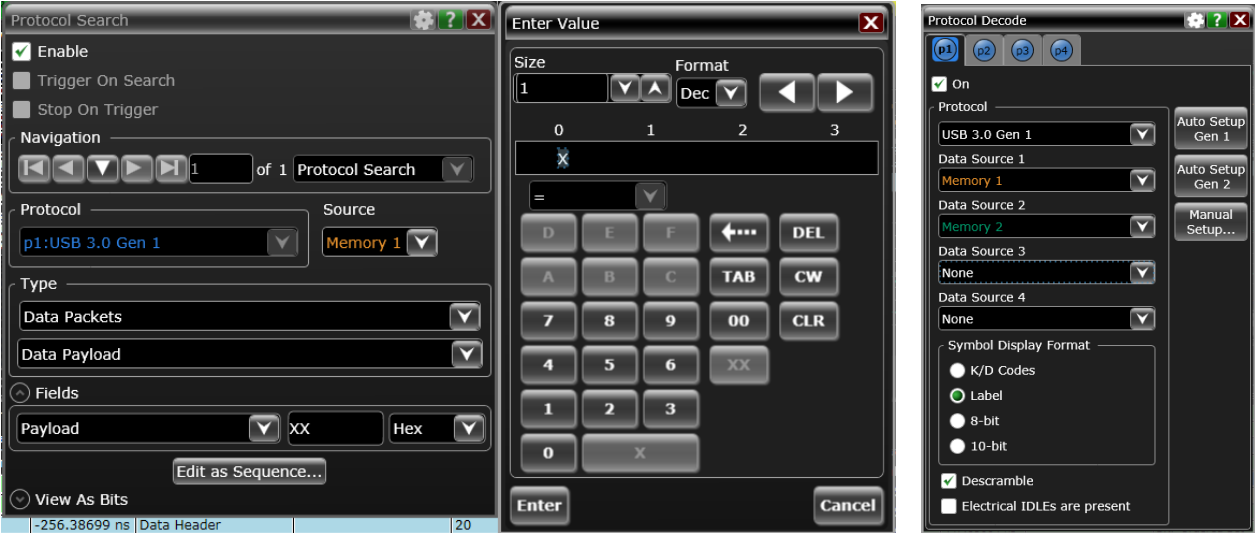 Protocol Search ? X
Enable
Trigger On Search
Stop On Trigger
Navigation
1 of 1 Protocol Search
Protocol Source
p1:USB 3.0 Gen 1 Memory 1
Type
Data Packets
Data Payload
Fields
Payload XX Hex
Edit as Sequence...
View As Bits
-256.38699 ns Data Header 20
Enter Value X
Size Format
1 Dec
0 1 2 3
X
=
D E F DEL
A B C TAB CW
7 8 9 00 CLR
4 5 6 XX
1 2 3
0 X
Enter Cancel
Protocol Decode ? X
p1 p2 p3 p4
On
Protocol
USB 3.0 Gen 1
Data Source 1
Memory 1
Data Source 2
Memory 2
Data Source 3
None
Data Source 4
None
Symbol Display Format
K/D Codes
Label
8-bit
10-bit
Descramble
Electrical IDLEs are present
Auto Setup
Gen 1
Auto Setup
Gen 2
Manual
Setup...